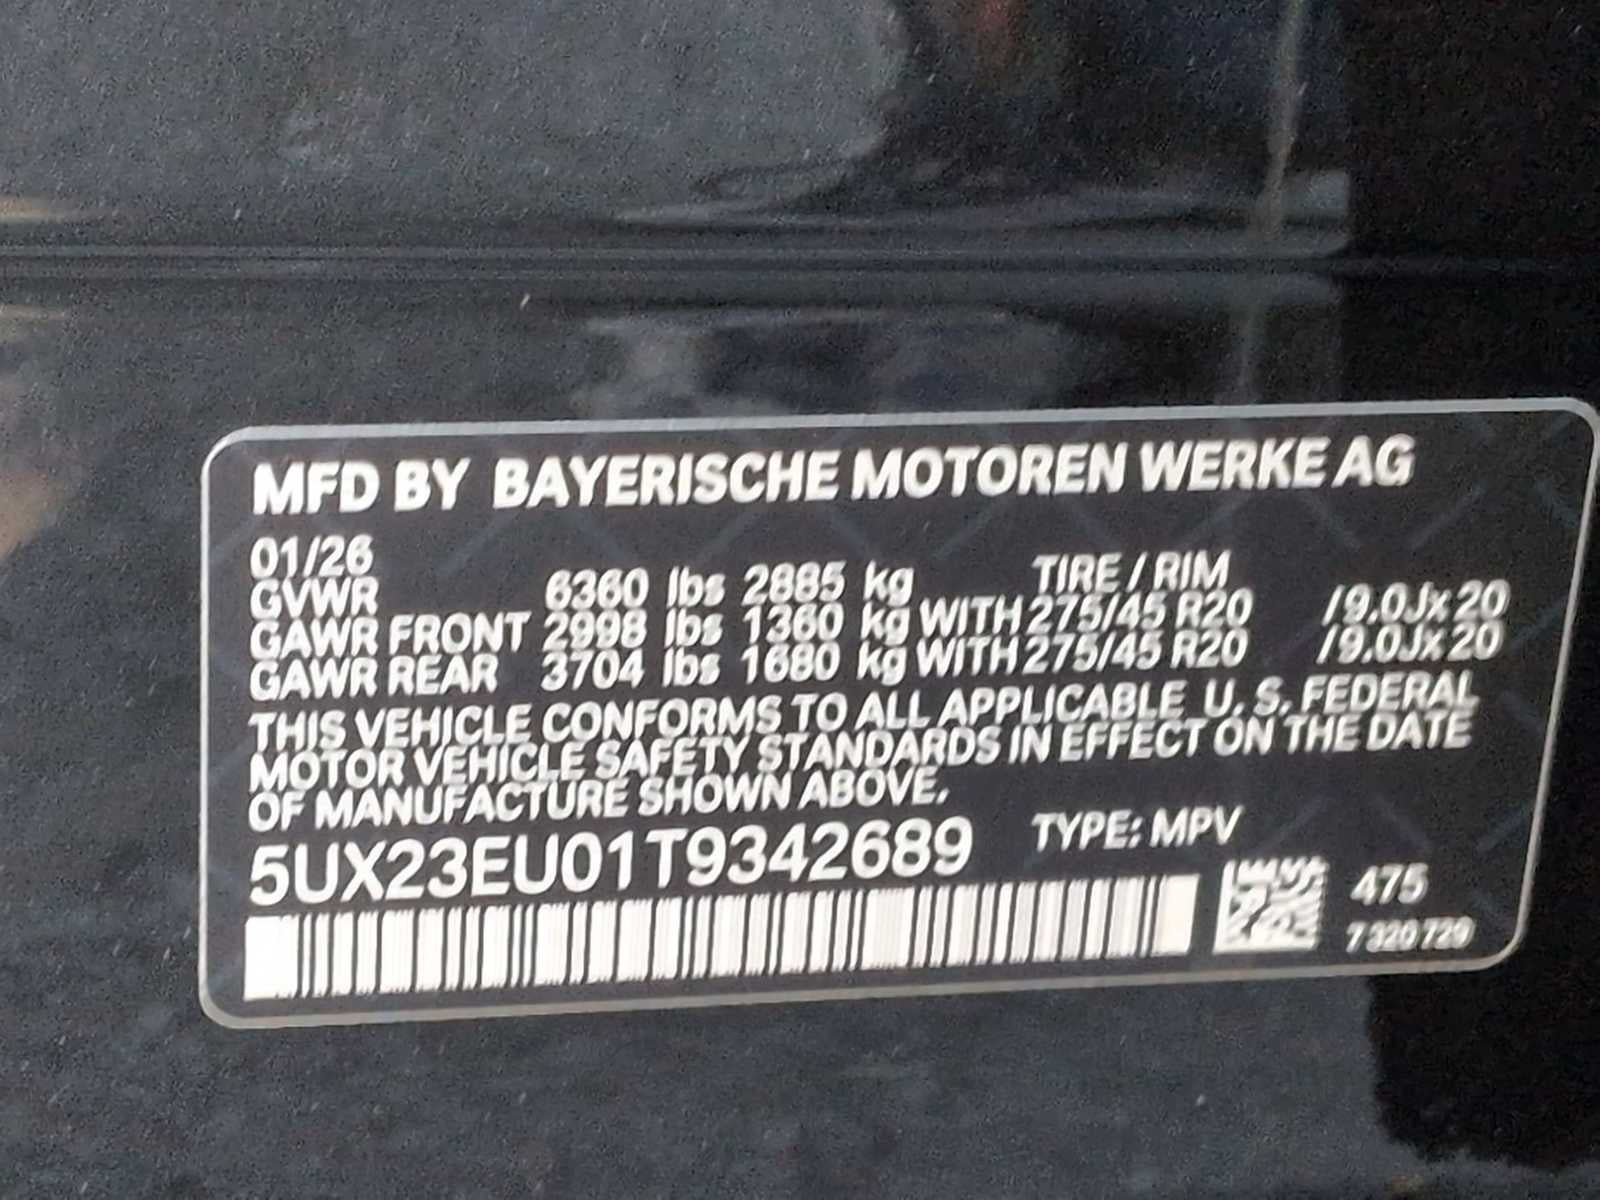 MFD BY BAYERISCHE MOTOREN WERKE AG
01/26 TIRE / RIM
GVWR 6360 lbs 2885 kg
GAWR FRONT 2998 lbs 1360 kg WITH 275/45 R20 /9.0Jx20
GAWR REAR 3704 lbs 1680 kg WITH 275/45 R20 /9.0Jx20
THIS VEHICLE CONFORMS TO ALL APPLICABLE U. S. FEDERAL
MOTOR VEHICLE SAFETY STANDARDS IN EFFECT ON THE DATE
OF MANUFACTURE SHOWN ABOVE.
5UX23EU01T9342689 TYPE: MPV
475
7 320 729